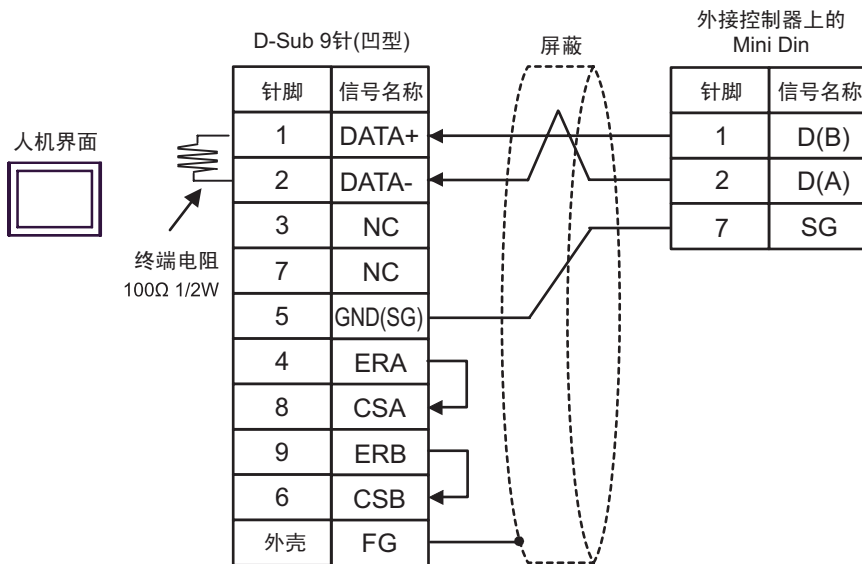 外接控制器上的
Mini Din
D-Sub 9针(凹型)
屏蔽
人机界面
终端电阻
100Ω 1/2W
针脚 信号名称
1 DATA+
2 DATA-
3 NC
7 NC
5 GND(SG)
4 ERA
8 CSA
9 ERB
6 CSB
外壳 FG
针脚 信号名称
1 D(B)
2 D(A)
7 SG